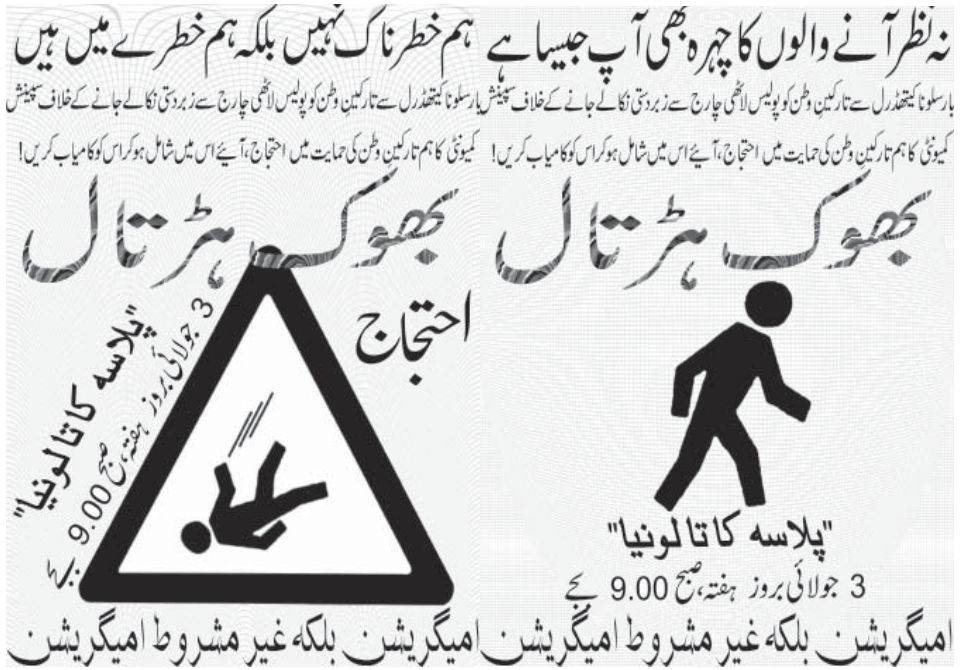 نہ نظر آنے والوں کا چہرہ بھی آپ جیسا ہے
بارسلونا کیتھڈرل سے تارکین وطن کو پولیس لاٹھی چارج سے زبردستی نکالے جانے کے خلاف سپینش
کمیونٹی کا ہم تارکین وطن کی حمایت میں احتجاج، آیئے اس میں شامل ہو کر اس کو کامیاب کریں!
بھوک ہڑتال
"پلاسه کاتالونیا"
3 جولائی بروز ہفتہ، صبح 9.00 بجے
امیگریشن بلکہ غیر مشروط امیگریشن
ہم خطرناک نہیں بلکہ ہم خطرے میں ہیں
بارسلونا کیتھڈرل سے تارکین وطن کو پولیس لاٹھی چارج سے زبردستی نکالے جانے کے خلاف سپینش
کمیونٹی کا ہم تارکین وطن کی حمایت میں احتجاج، آیئے اس میں شامل ہو کر اس کو کامیاب کریں!
بھوک ہڑتال
احتجاج
"پلاسه کاتالونیا"
3 جولائی بروز ہفتہ، صبح 9.00 بجے
امیگریشن بلکہ غیر مشروط امیگریشن